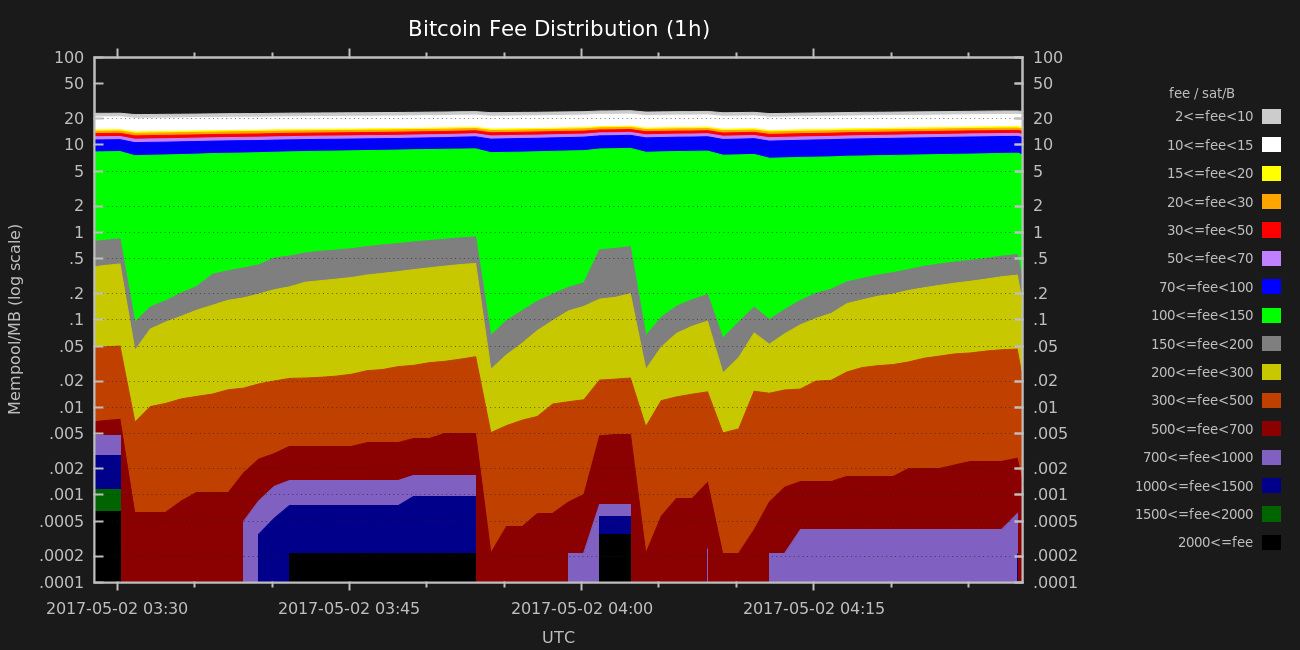 Bitcoin Fee Distribution (1h)
100 100
50 50
20 20
10 10
5 5
2 2
1 1
.5 .5
.2 .2
.1 .1
.05 .05
.02 .02
.01 .01
.005 .005
.002 .002
.001 .001
.0005 .0005
.0002 .0002
.0001 .0001
Mempool/MB (log scale)
2017-05-02 03:30 2017-05-02 03:45 2017-05-02 04:00 2017-05-02 04:15
UTC
fee / sat/B
2<=fee<10
10<=fee<15
15<=fee<20
20<=fee<30
30<=fee<50
50<=fee<70
70<=fee<100
100<=fee<150
150<=fee<200
200<=fee<300
300<=fee<500
500<=fee<700
700<=fee<1000
1000<=fee<1500
1500<=fee<2000
2000<=fee